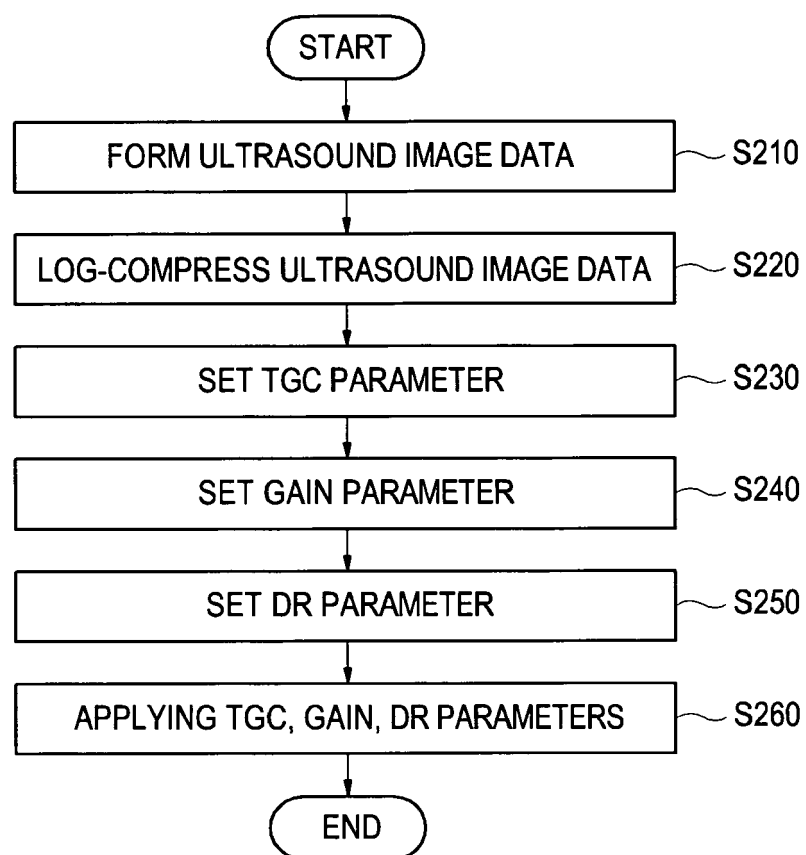 START
FORM ULTRASOUND IMAGE DATA S210
LOG-COMPRESS ULTRASOUND IMAGE DATA S220
SET TGC PARAMETER S230
SET GAIN PARAMETER S240
SET DR PARAMETER S250
APPLYING TGC, GAIN, DR PARAMETERS S260
END